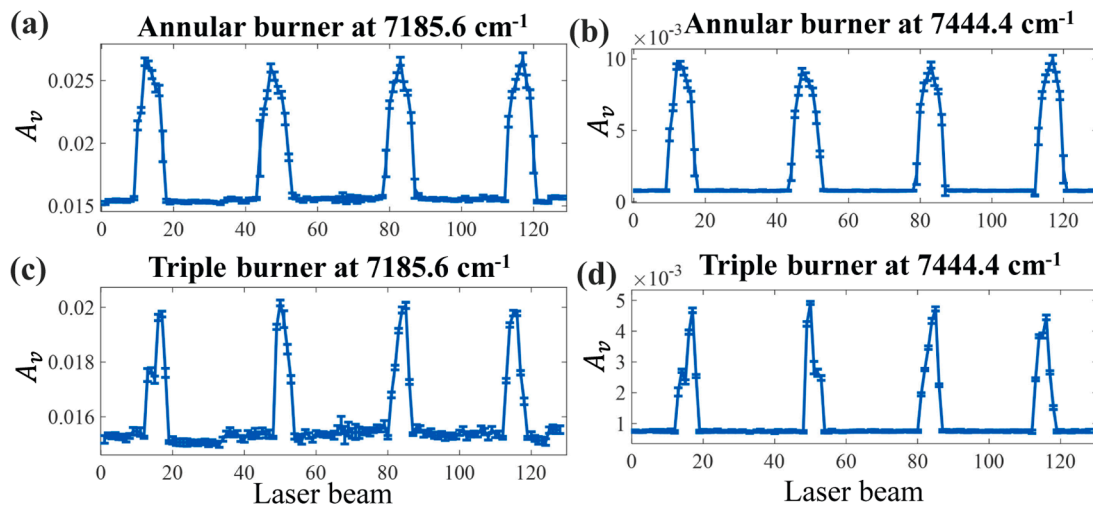 (a) Annular burner at 7185.6 cm⁻¹
0.025
0.02
0.015
Aᵥ
0 20 40 60 80 100 120
(b) Annular burner at 7444.4 cm⁻¹
×10⁻³
10
5
0
Aᵥ
0 20 40 60 80 100 120
(c) Triple burner at 7185.6 cm⁻¹
0.02
0.018
0.016
Aᵥ
0 20 40 60 80 100 120
Laser beam
(d) Triple burner at 7444.4 cm⁻¹
×10⁻³
5
4
3
2
1
Aᵥ
0 20 40 60 80 100 120
Laser beam